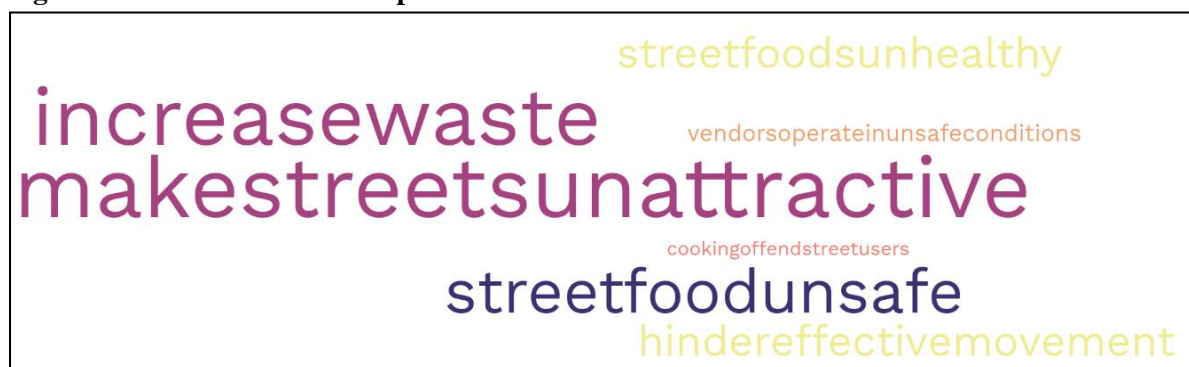 streetfoodsunhealthy
increasewaste
vendorsoperateinunsafeconditions
makestreetsunattractive
cookingoffendstreetusers
streetfoodunsafe
hindereffectivemovement